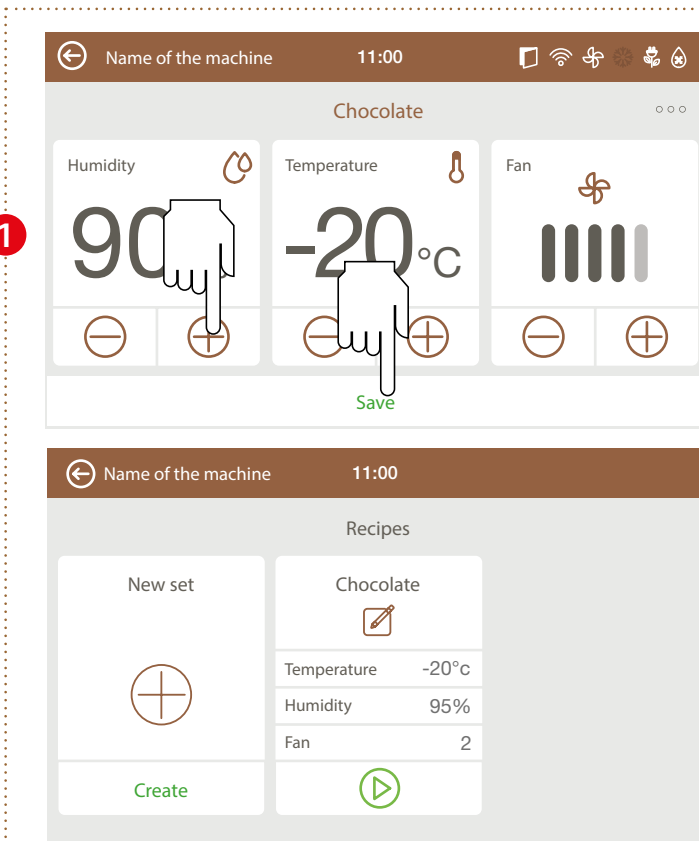 Name of the machine 11:00
Chocolate
Humidity Temperature Fan
90 -20°C
Save
1
Name of the machine 11:00
Recipes
New set Chocolate
Temperature -20°c
Humidity 95%
Fan 2
Create